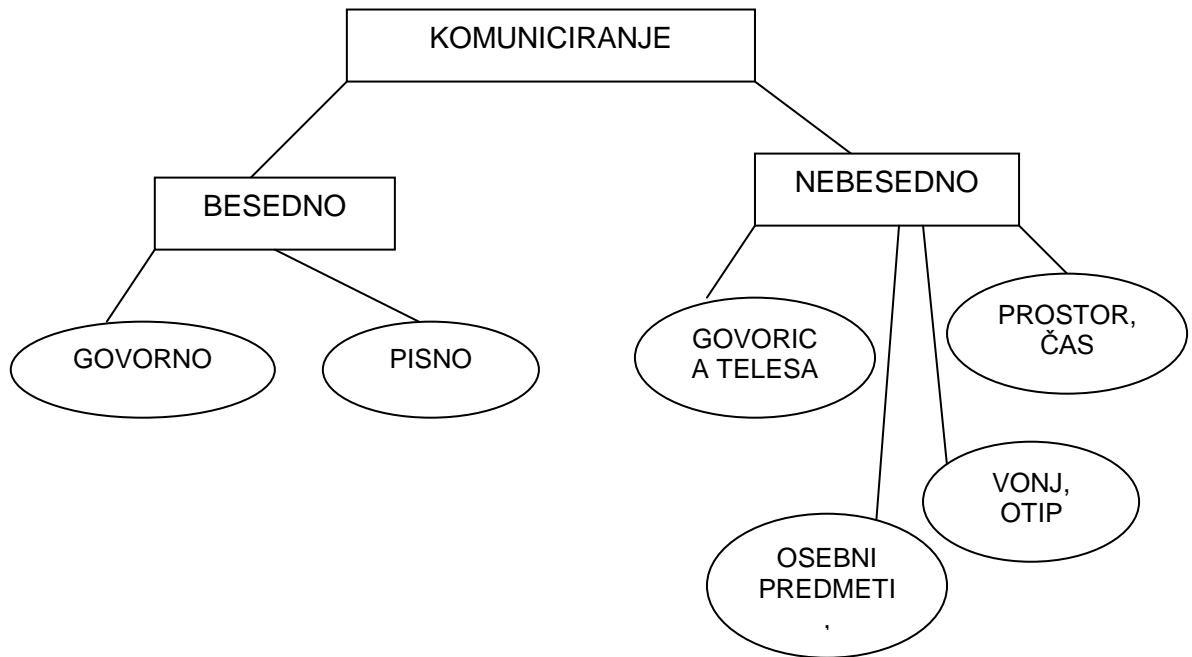 KOMUNICIRANJE
BESEDNO
NEBESEDNO
GOVORNO
PISNO
GOVORIC
A TELESA
PROSTOR,
ČAS
VONJ,
OTIP
OSEBNI
PREDMETI
,